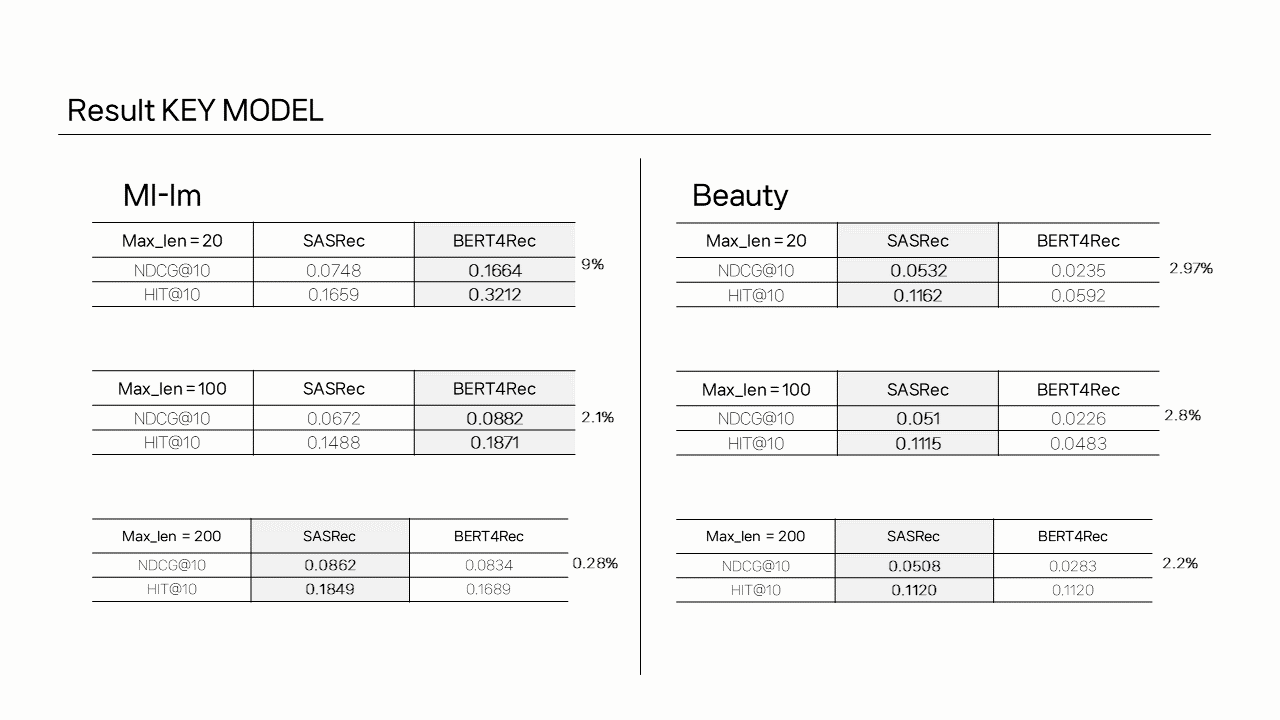 Result KEY MODEL
Ml-lm
Max_len = 20 SASRec BERT4Rec
NDCG@10 0.0748 0.1664
HIT@10 0.1659 0.3212
9%
Max_len = 100 SASRec BERT4Rec
NDCG@10 0.0672 0.0882
HIT@10 0.1488 0.1871
2.1%
Max_len = 200 SASRec BERT4Rec
NDCG@10 0.0862 0.0834
HIT@10 0.1849 0.1689
0.28%
Beauty
Max_len = 20 SASRec BERT4Rec
NDCG@10 0.0532 0.0235
HIT@10 0.1162 0.0592
2.97%
Max_len = 100 SASRec BERT4Rec
NDCG@10 0.051 0.0226
HIT@10 0.1115 0.0483
2.8%
Max_len = 200 SASRec BERT4Rec
NDCG@10 0.0508 0.0283
HIT@10 0.1120 0.1120
2.2%